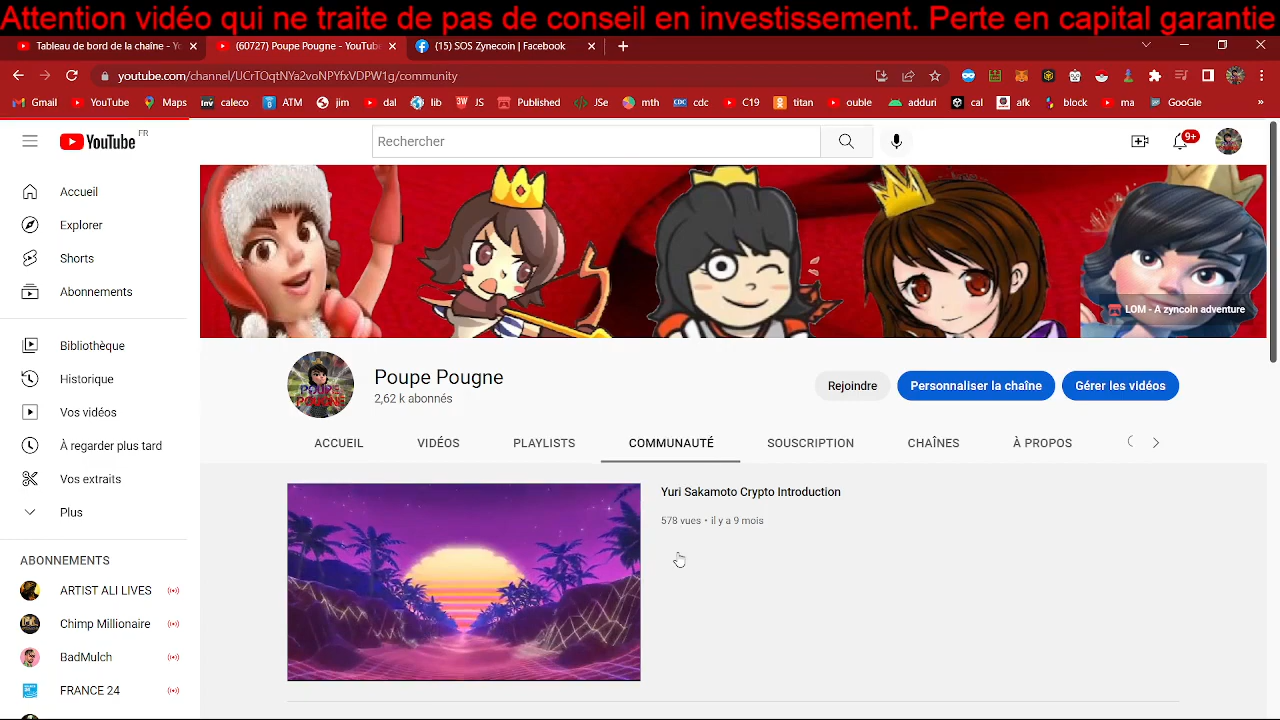 Attention vidéo qui ne traite de pas de conseil en investissement. Perte en capital garantie
Tableau de bord de la chaîne - Yo
(60727) Poupe Pougne - YouTube
(15) SOS Zynecoin | Facebook
youtube.com/channel/UCrTOqtNYa2voNPYfxVDPW1g/community
Gmail YouTube Maps caleco ATM jim dal lib JS Published JSe mth cdc C19 titan ouble adduri cal afk block ma GoOGle
YouTube FR
Rechercher
9+
Accueil
Explorer
Shorts
Abonnements
Bibliothèque
Historique
Vos vidéos
À regarder plus tard
Vos extraits
Plus
ABONNEMENTS
ARTIST ALI LIVES
Chimp Millionaire
BadMulch
FRANCE 24
LOM - A zyncoin adventure
POUPE
POUGNE
Poupe Pougne
2,62 k abonnés
Rejoindre
Personnaliser la chaîne
Gérer les vidéos
ACCUEIL VIDÉOS PLAYLISTS COMMUNAUTÉ SOUSCRIPTION CHAÎNES À PROPOS
Yuri Sakamoto Crypto Introduction
578 vues • il y a 9 mois